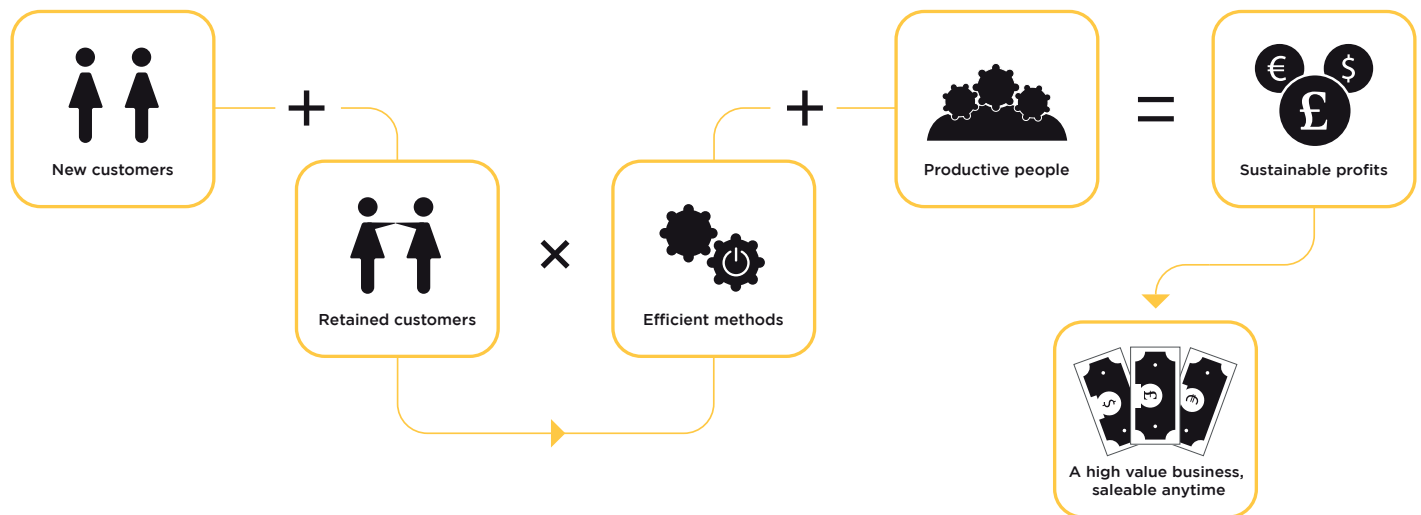 New customers
+
Retained customers
×
Efficient methods
+
Productive people
=
€
$
£
Sustainable profits
$
£
€
A high value business,
saleable anytime